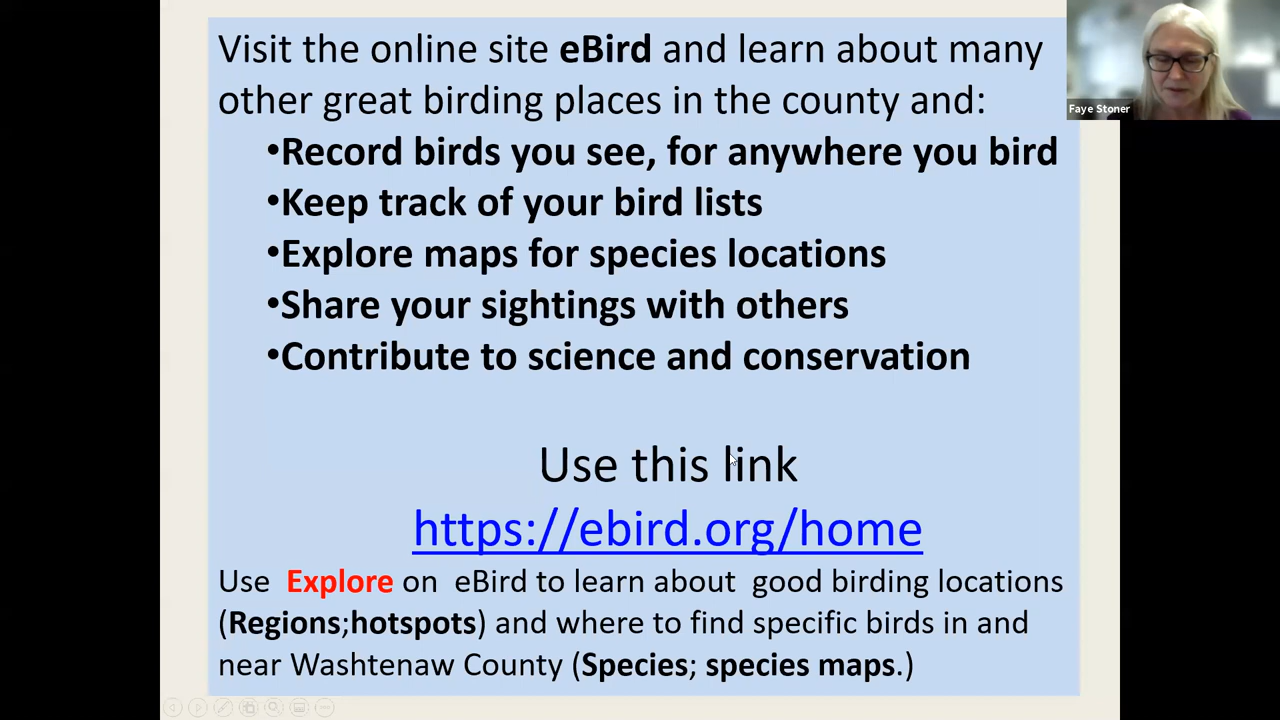 Visit the online site eBird and learn about many
other great birding places in the county and:
•Record birds you see, for anywhere you bird
•Keep track of your bird lists
•Explore maps for species locations
•Share your sightings with others
•Contribute to science and conservation
Use this link
https://ebird.org/home
Use Explore on eBird to learn about good birding locations
(Regions;hotspots) and where to find specific birds in and
near Washtenaw County (Species; species maps.)
Faye Stoner